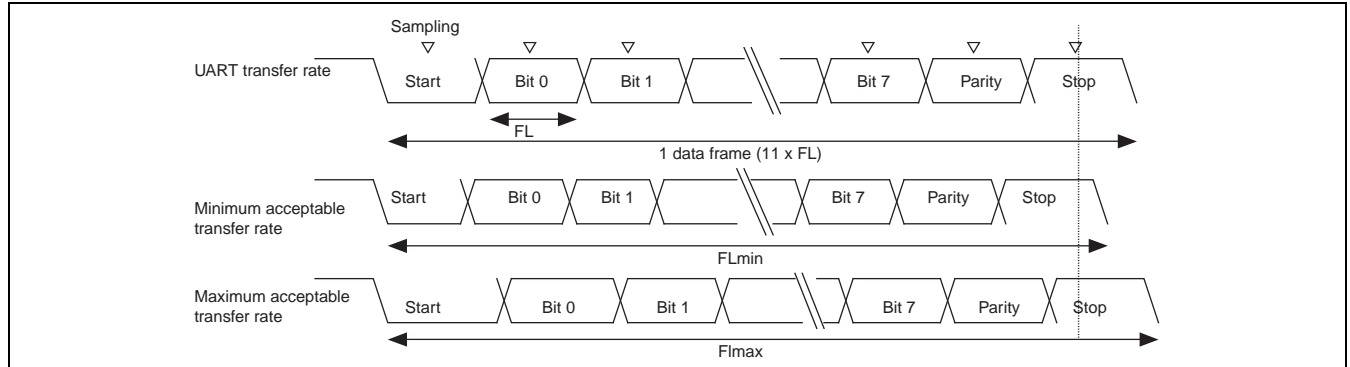 Sampling
UART transfer rate
Start Bit 0 Bit 1 Bit 7 Parity Stop
FL
1 data frame (11 x FL)
Minimum acceptable
transfer rate
Start Bit 0 Bit 1 Bit 7 Parity Stop
FLmin
Maximum acceptable
transfer rate
Start Bit 0 Bit 1 Bit 7 Parity Stop
Flmax